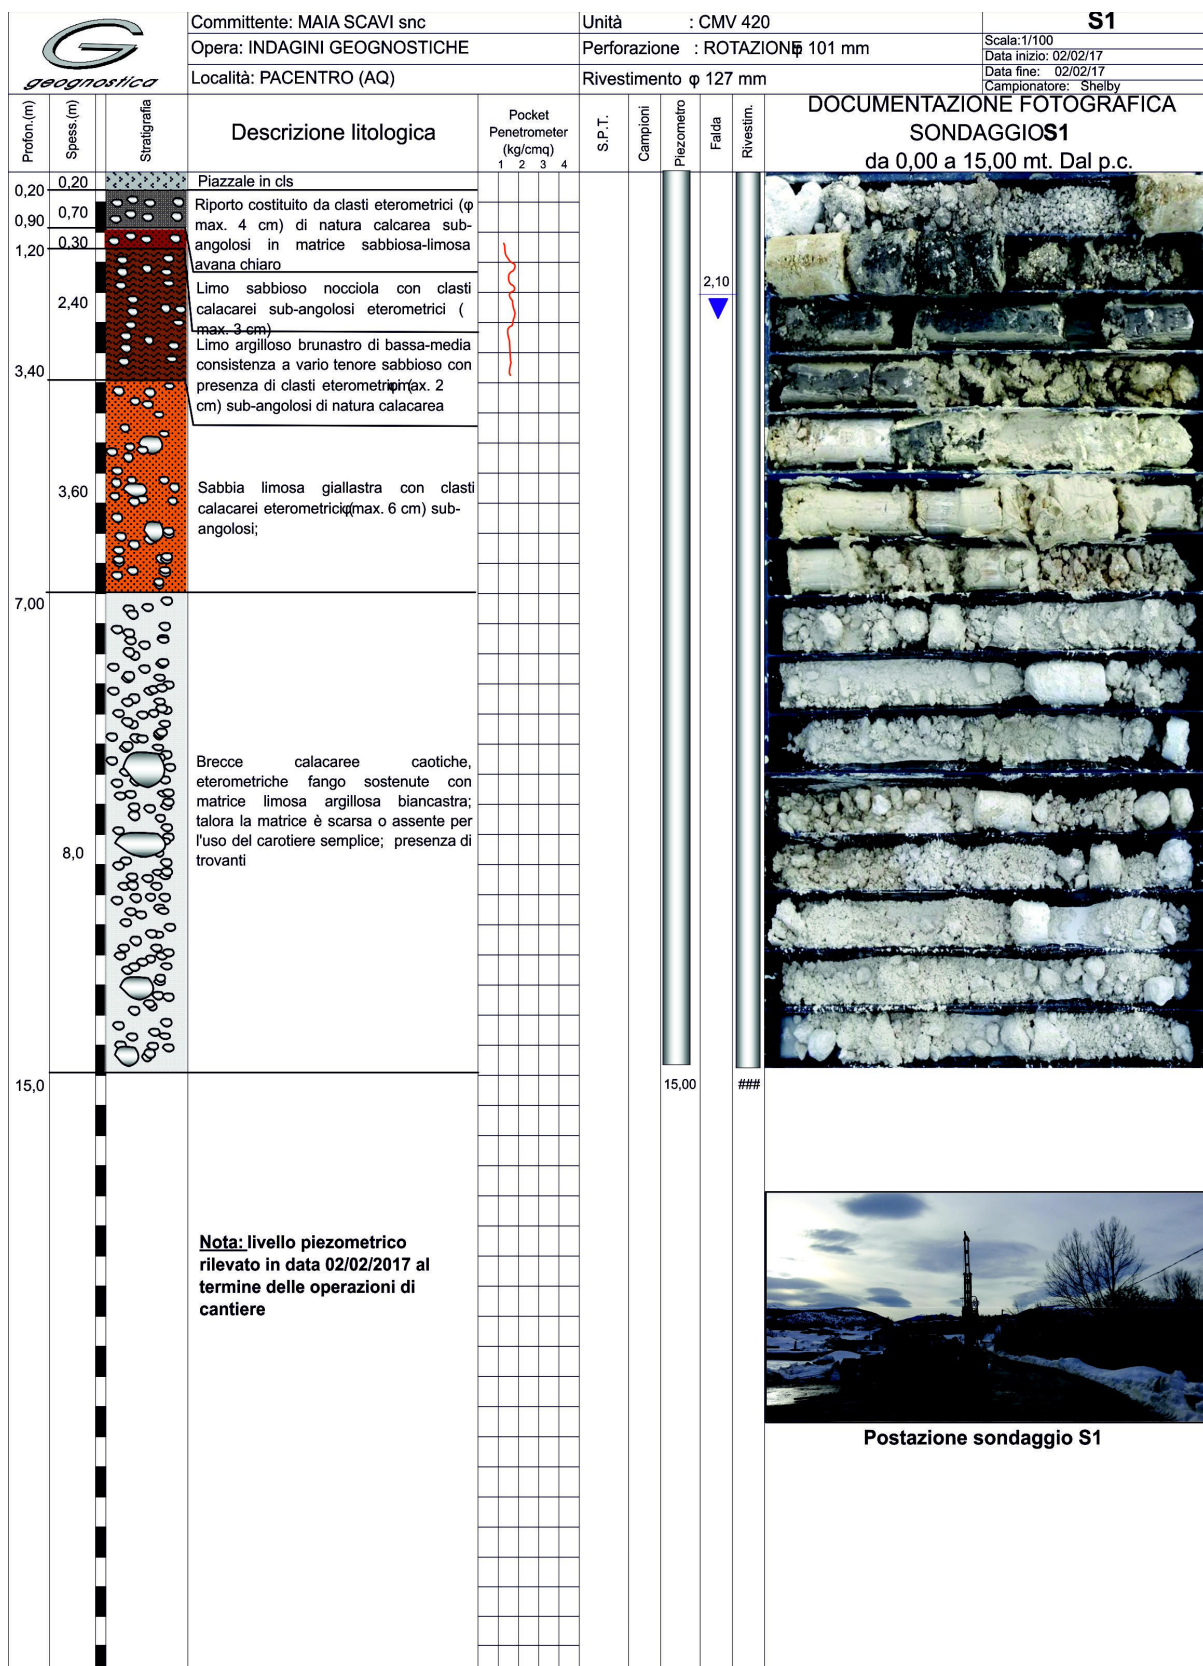 geognostica
Committente: MAIA SCAVI snc
Opera: INDAGINI GEOGNOSTICHE
Località: PACENTRO (AQ)
Unità : CMV 420
Perforazione : ROTAZIONE φ 101 mm
Rivestimento φ 127 mm
S1
Scala:1/100
Data inizio: 02/02/17
Data fine: 02/02/17
Campionatore: Shelby
Profon.(m)
Spess.(m)
Stratigrafia
Descrizione litologica
Pocket
Penetrometer
(kg/cmq)
1 2 3 4
S.P.T.
Campioni
Piezometro
Falda
Rivestim.
DOCUMENTAZIONE FOTOGRAFICA
SONDAGGIOS1
da 0,00 a 15,00 mt. Dal p.c.
0,20
0,20
Piazzale in cls
0,90
0,70
Riporto costituito da clasti eterometrici (φ
max. 4 cm) di natura calcarea sub-
angolosi in matrice sabbiosa-limosa
avana chiaro
1,20
0,30
Limo sabbioso nocciola con clasti
calacarei sub-angolosi eterometrici (
max. 3 cm)
3,40
2,40
Limo argilloso brunastro di bassa-media
consistenza a vario tenore sabbioso con
presenza di clasti eterometrici φ(max. 2
cm) sub-angolosi di natura calacarea
2,10
3,60
Sabbia limosa giallastra con clasti
calacarei eterometrici φ(max. 6 cm) sub-
angolosi;
7,00
8,0
Brecce calacaree caotiche,
eterometriche fango sostenute con
matrice limosa argillosa biancastra;
talora la matrice è scarsa o assente per
l'uso del carotiere semplice; presenza di
trovanti
15,0
15,00
###
Nota: livello piezometrico
rilevato in data 02/02/2017 al
termine delle operazioni di
cantiere
Postazione sondaggio S1